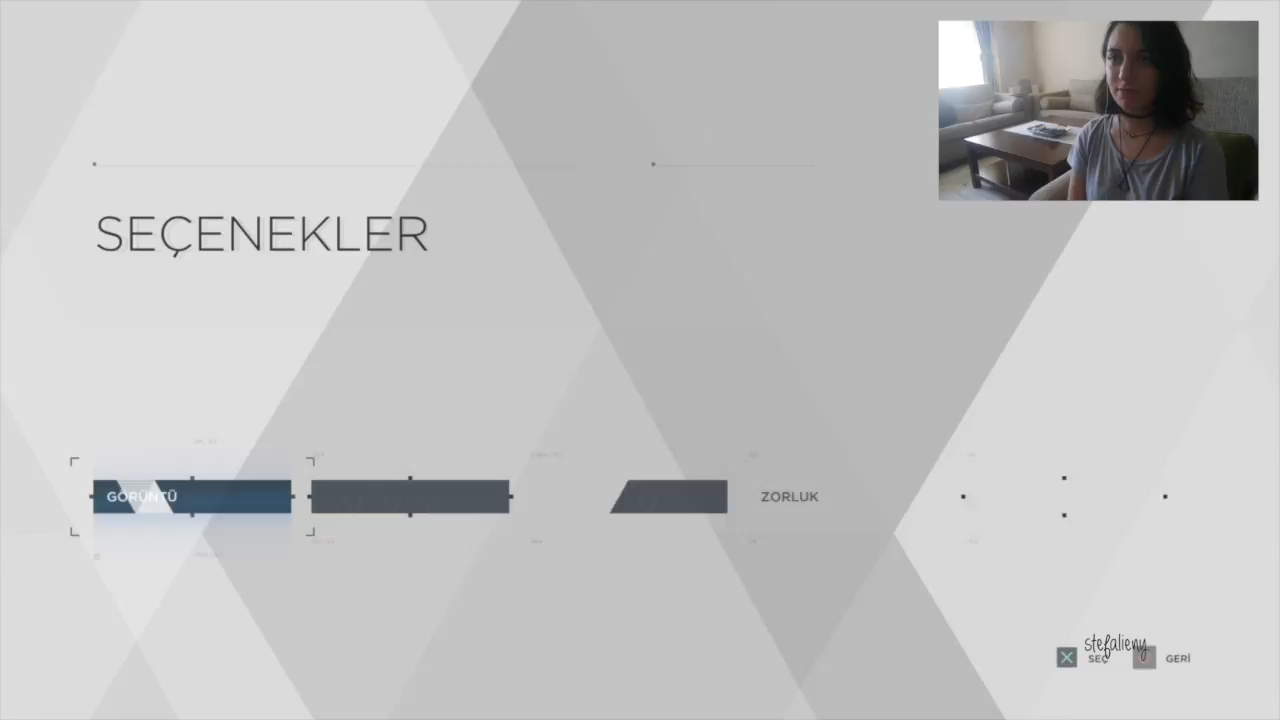 SEÇENEKLER
GÖRÜNTÜ
ZORLUK
stefalieny
SEÇ
GERİ